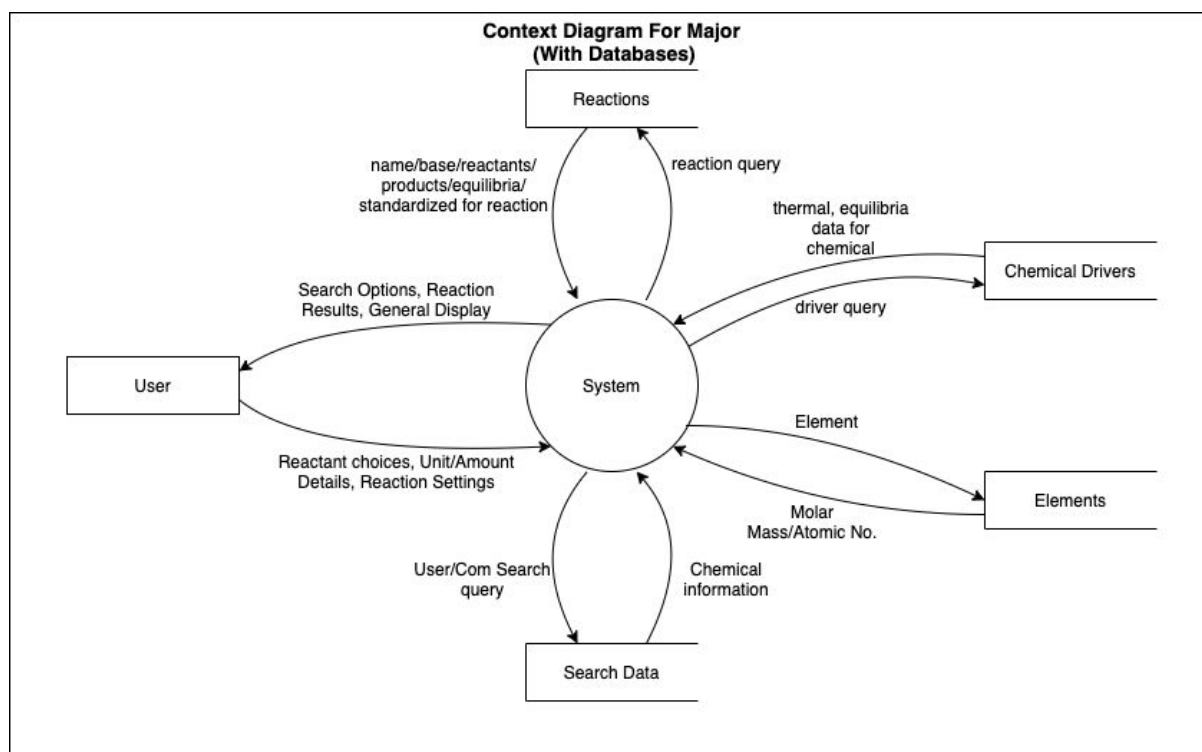 Context Diagram For Major
(With Databases)
Reactions
name/base/reactants/
products/equilibria/
standardized for reaction
reaction query
thermal, equilibria
data for
chemical
Chemical Drivers
driver query
Search Options, Reaction
Results, General Display
User
System
Reactant choices, Unit/Amount
Details, Reaction Settings
Element
Elements
Molar
Mass/Atomic No.
User/Com Search
query
Chemical
information
Search Data